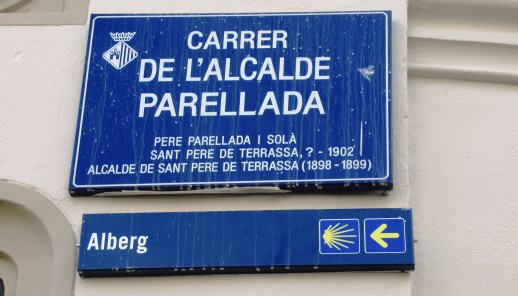 CARRER
DE L'ALCALDE
PARELLADA
PERE PARELLADA I SOLÀ
SANT PERE DE TERRASSA, ? - 1902
ALCALDE DE SANT PERE DE TERRASSA (1898 - 1899)
Alberg